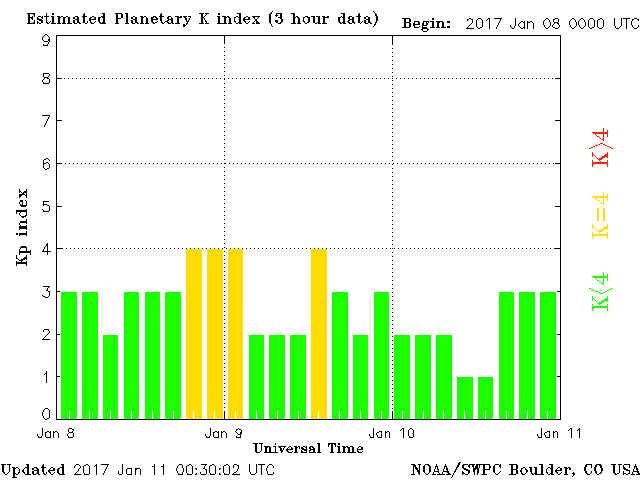 Estimated Planetary K index (3 hour data)
Begin: 2017 Jan 08 0000 UTC
9
8
7
6
5
4
3
2
1
0
Kp index
Jan 8
Jan 9
Jan 10
Jan 11
Universal Time
K<4 K=4 K>4
Updated 2017 Jan 11 00:30:02 UTC
NOAA/SWPC Boulder, CO USA